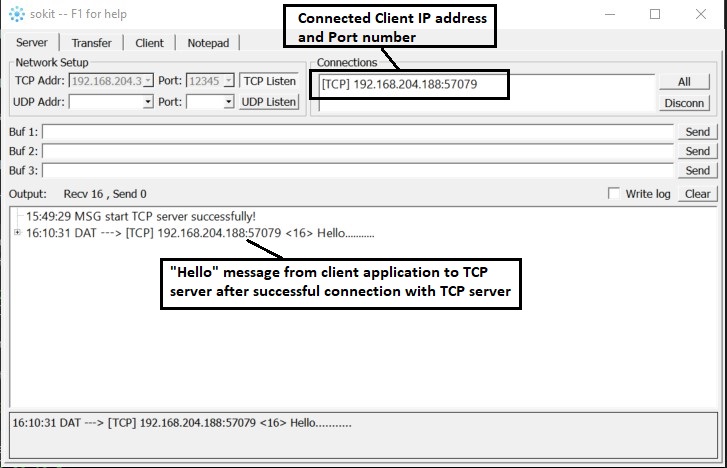 sokit -- F1 for help
Connected Client IP address
and Port number
Server Transfer Client Notepad
Network Setup
Connections
TCP Addr: 192.168.204.3 Port: 12345 TCP Listen
[TCP] 192.168.204.188:57079
All
UDP Addr: Port: UDP Listen
Disconn
Buf 1: Send
Buf 2: Send
Buf 3: Send
Output: Recv 16 , Send 0 Write log Clear
15:49:29 MSG start TCP server successfully!
16:10:31 DAT ---> [TCP] 192.168.204.188:57079 <16> Hello...........
"Hello" message from client application to TCP
server after successful connection with TCP server
16:10:31 DAT ---> [TCP] 192.168.204.188:57079 <16> Hello...........